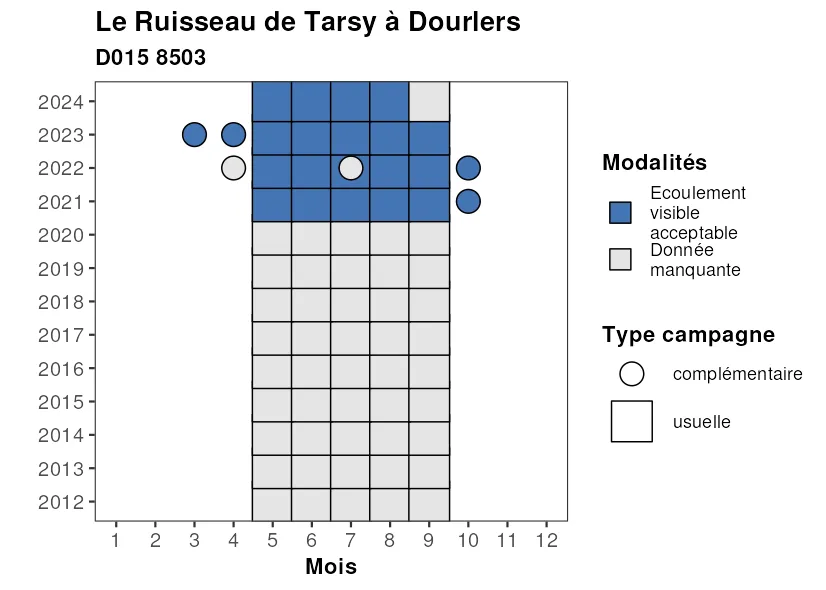 Le Ruisseau de Tarsy à Dourlers
D015 8503
2024
2023
2022
2021
2020
2019
2018
2017
2016
2015
2014
2013
2012
1 2 3 4 5 6 7 8 9 10 11 12
Mois
Modalités
Ecoulement
visible
acceptable
Donnée
manquante
Type campagne
complémentaire
usuelle